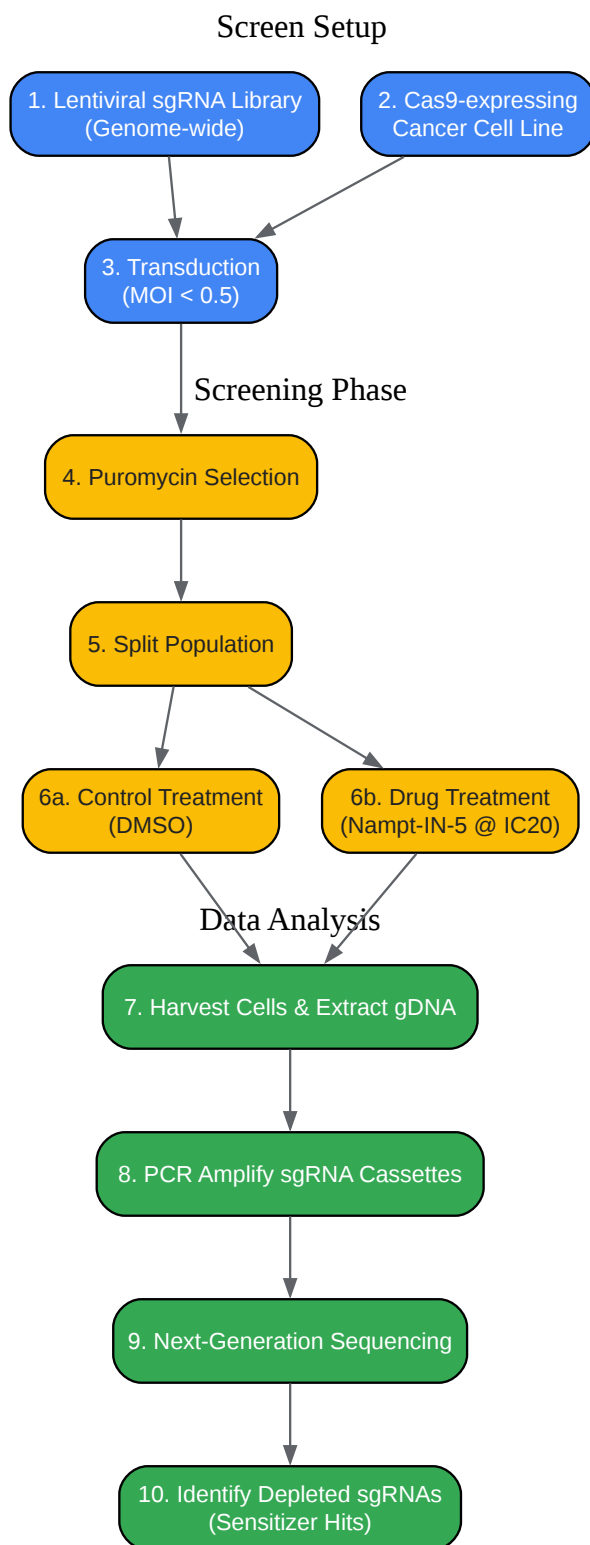 Screen Setup
1. Lentiviral sgRNA Library
(Genome-wide)
2. Cas9-expressing
Cancer Cell Line
3. Transduction
(MOI < 0.5)
Screening Phase
4. Puromycin Selection
5. Split Population
6a. Control Treatment
(DMSO)
6b. Drug Treatment
(Nampt-IN-5 @ IC20)
Data Analysis
7. Harvest Cells & Extract gDNA
8. PCR Amplify sgRNA Cassettes
9. Next-Generation Sequencing
10. Identify Depleted sgRNAs
(Sensitizer Hits)